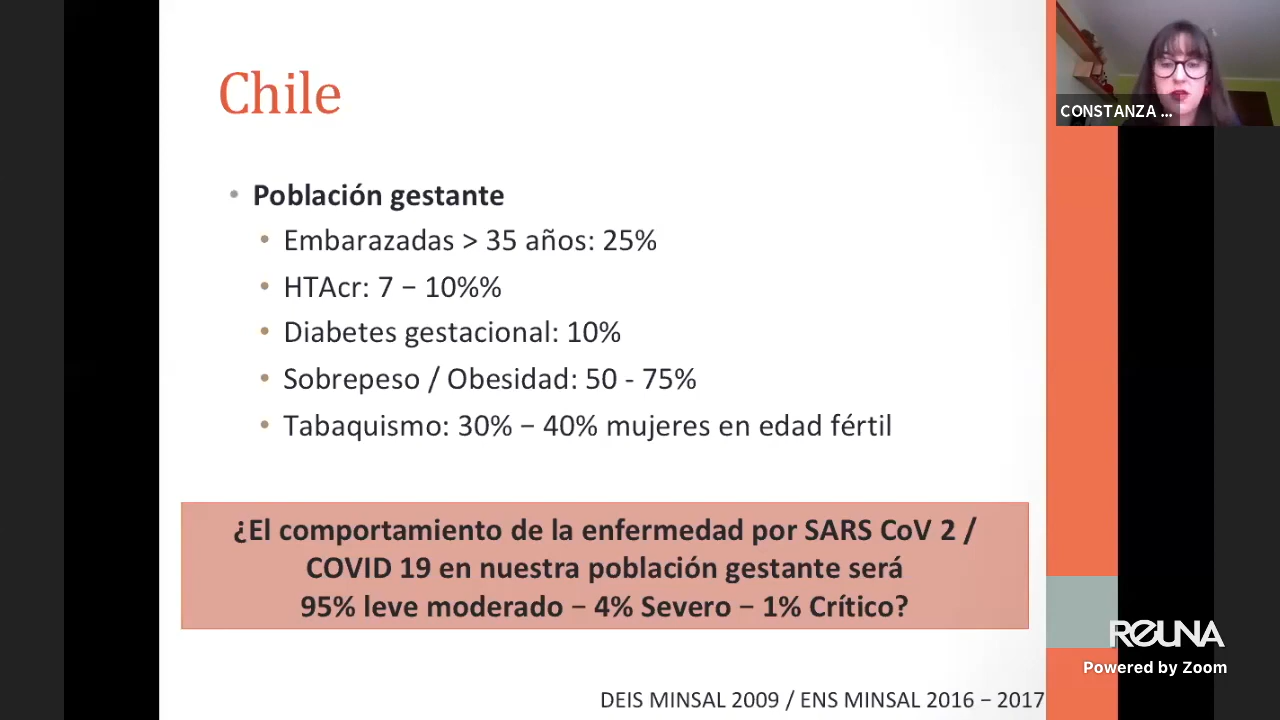 Chile
CONSTANZA ...
• Población gestante
• Embarazadas > 35 años: 25%
• HTAcr: 7 – 10%%
• Diabetes gestacional: 10%
• Sobrepeso / Obesidad: 50 - 75%
• Tabaquismo: 30% – 40% mujeres en edad fértil
¿El comportamiento de la enfermedad por SARS CoV 2 /
COVID 19 en nuestra población gestante será
95% leve moderado – 4% Severo – 1% Crítico?
REUNA
Powered by Zoom
DEIS MINSAL 2009 / ENS MINSAL 2016 – 2017